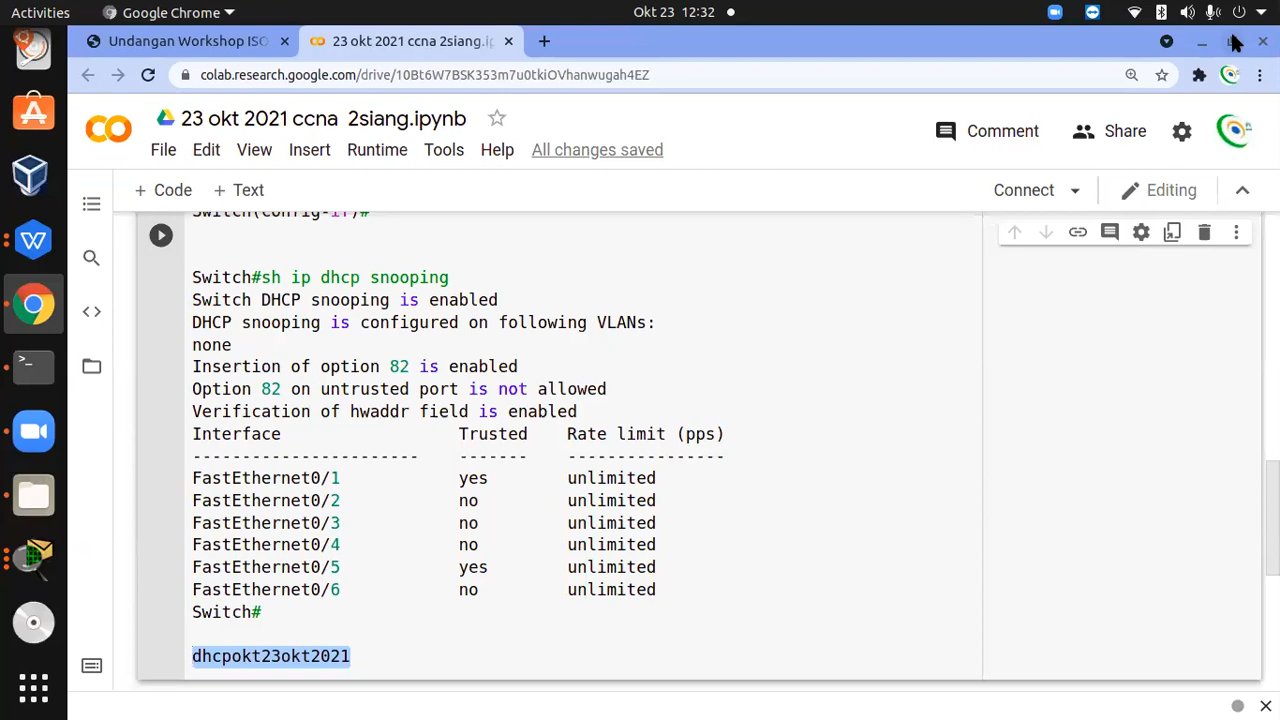 Activities
Google Chrome
Okt 23 12:32
Undangan Workshop ISO
23 okt 2021 ccna 2siang.ip
colab.research.google.com/drive/10Bt6W7BSK353m7u0tkiOVhanwugah4EZ
23 okt 2021 ccna 2siang.ipynb
Comment
Share
File Edit View Insert Runtime Tools Help All changes saved
+ Code + Text
Connect
Editing
Switch(config-if)#
Switch#sh ip dhcp snooping
Switch DHCP snooping is enabled
DHCP snooping is configured on following VLANs:
none
Insertion of option 82 is enabled
Option 82 on untrusted port is not allowed
Verification of hwaddr field is enabled
Interface Trusted Rate limit (pps)
----------------------- ------- ----------------
FastEthernet0/1 yes unlimited
FastEthernet0/2 no unlimited
FastEthernet0/3 no unlimited
FastEthernet0/4 no unlimited
FastEthernet0/5 yes unlimited
FastEthernet0/6 no unlimited
Switch#
dhcpokt23okt2021